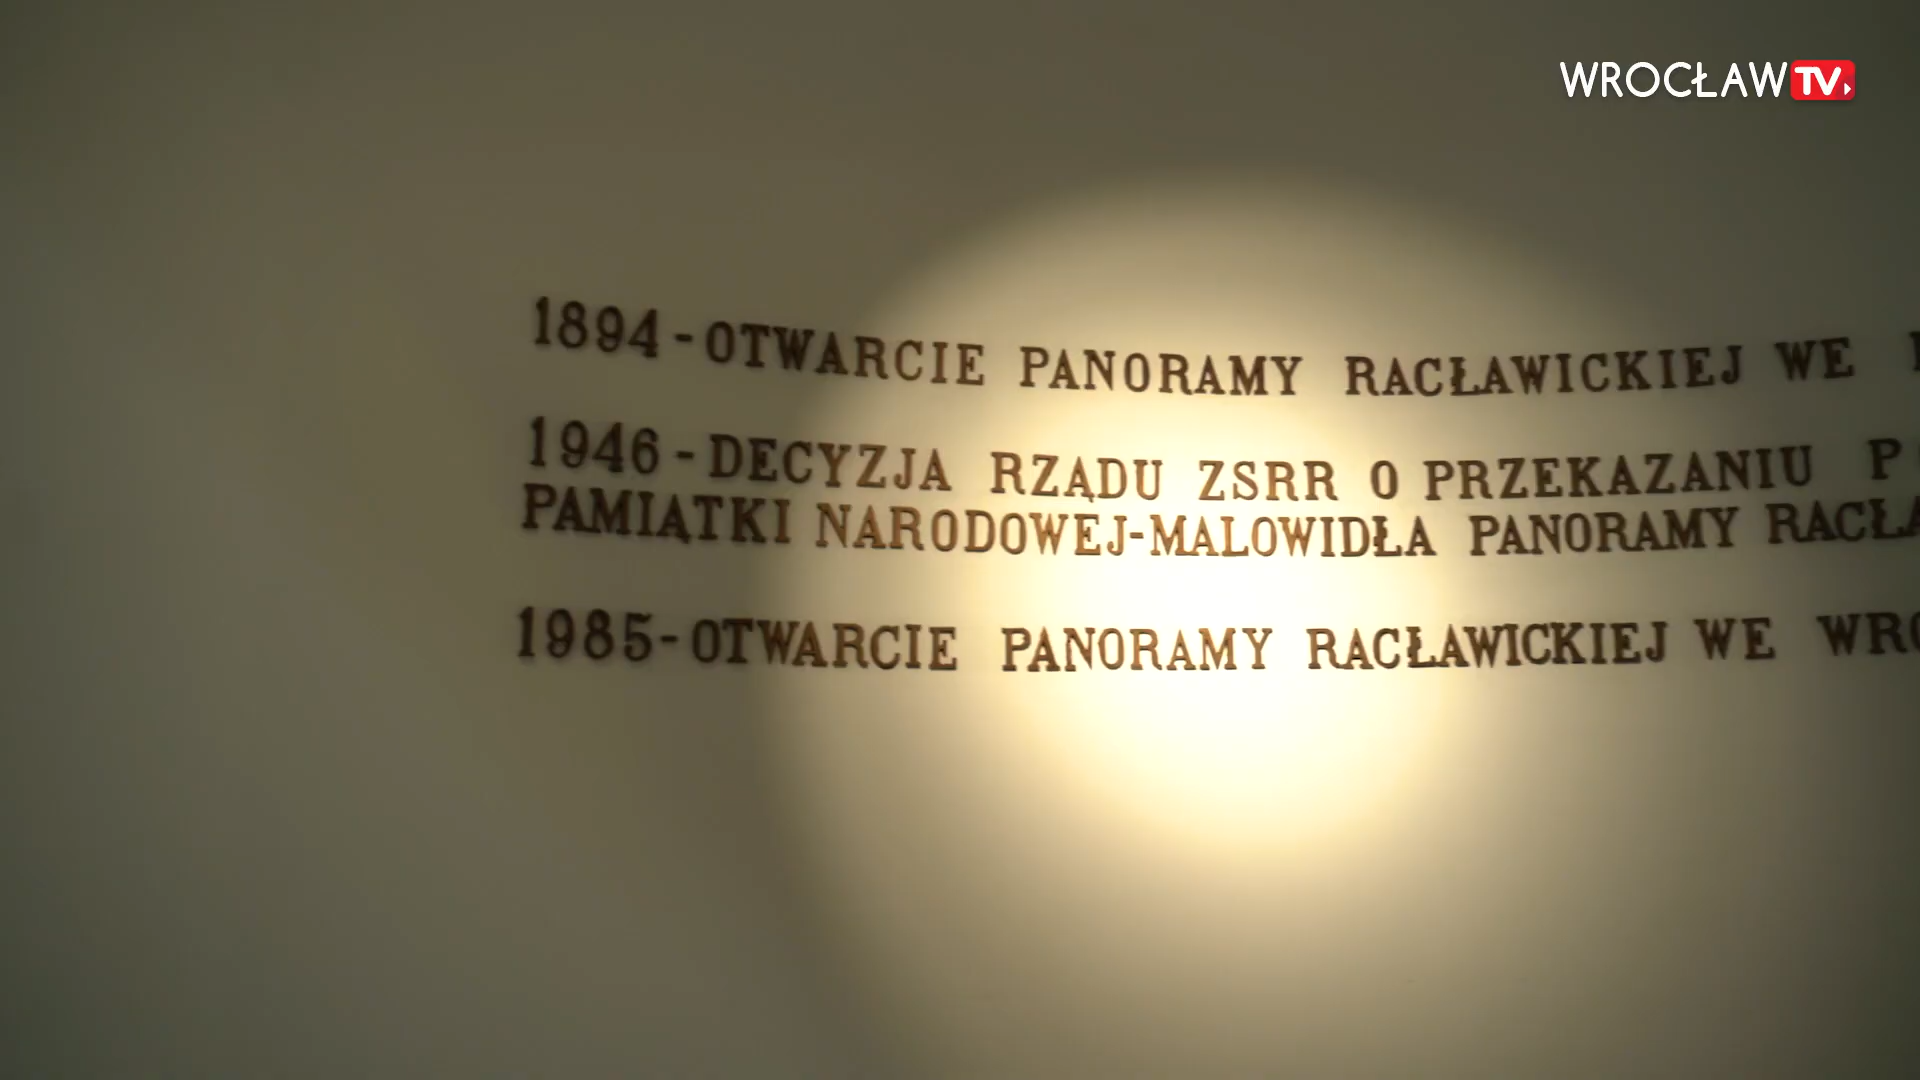 WROCŁAW TV
1894-OTWARCIE PANORAMY RACŁAWICKIEJ WE
1946-DECYZJA RZĄDU ZSRR O PRZEKAZANIU
PAMIĄTKI NARODOWEJ-MALOWIDŁA PANORAMY
1985-OTWARCIE PANORAMY RACŁAWICKIEJ WE